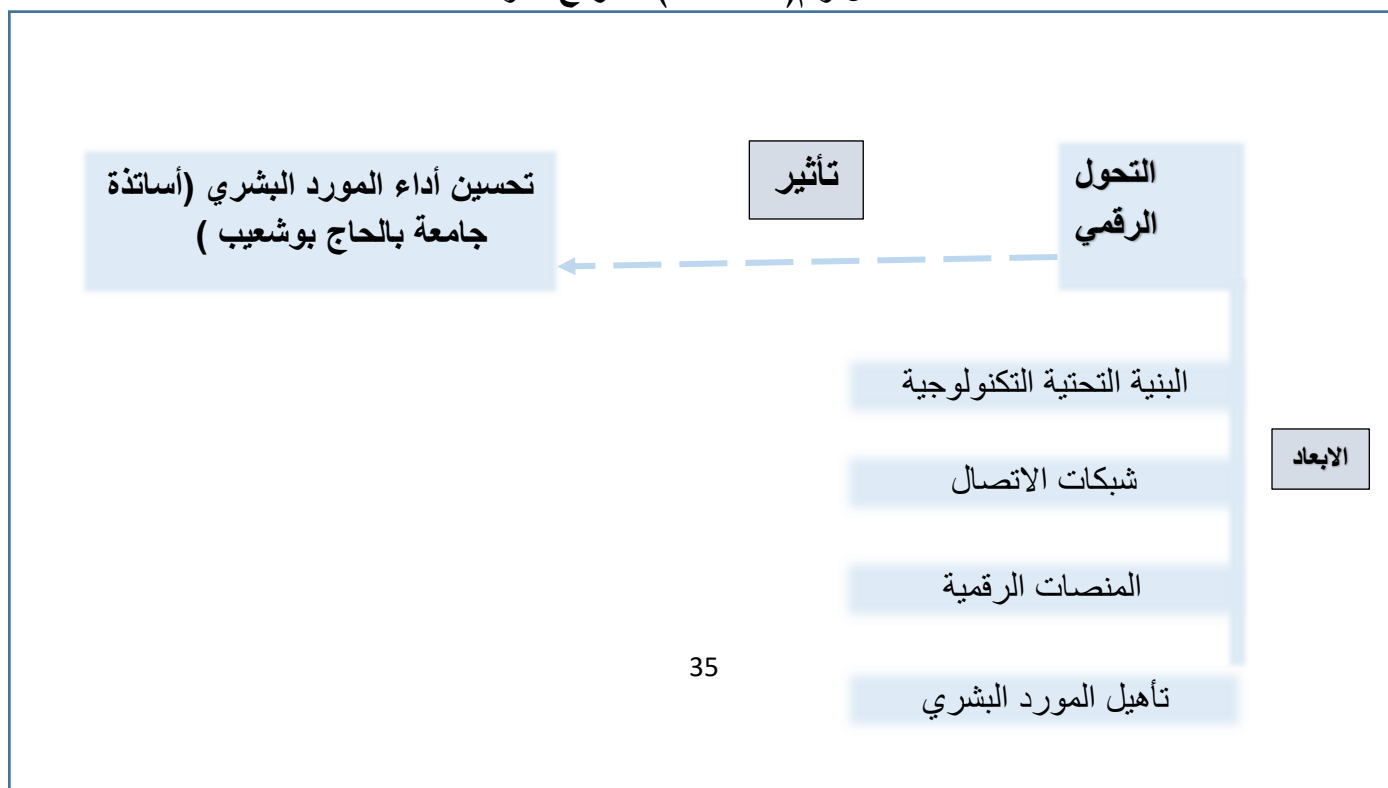 التحول
الرقمي
تأثير
تحسين أداء المورد البشري (أساتذة
جامعة بالحاج بوشعيب )
البنية التحتية التكنولوجية
شبكات الاتصال
الابعاد
المنصات الرقمية
35
تأهيل المورد البشري